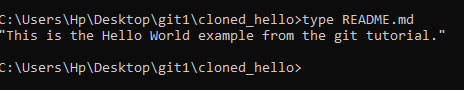 C:\Users\Hp\Desktop\git1\cloned_hello>type README.md
"This is the Hello World example from the git tutorial."
C:\Users\Hp\Desktop\git1\cloned_hello>